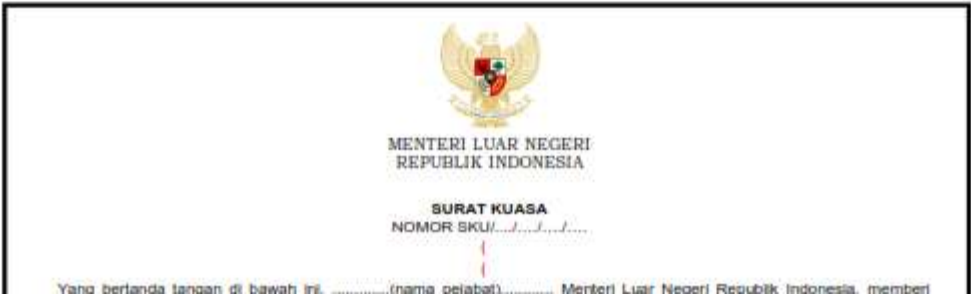 MENTERI LUAR NEGERI
REPUBLIK INDONESIA
SURAT KUASA
NOMOR SKU/..../..../..../....
Yang bertanda tangan di bawah ini, .............(nama pejabat)............ Menteri Luar Negeri Republik Indonesia, memberi